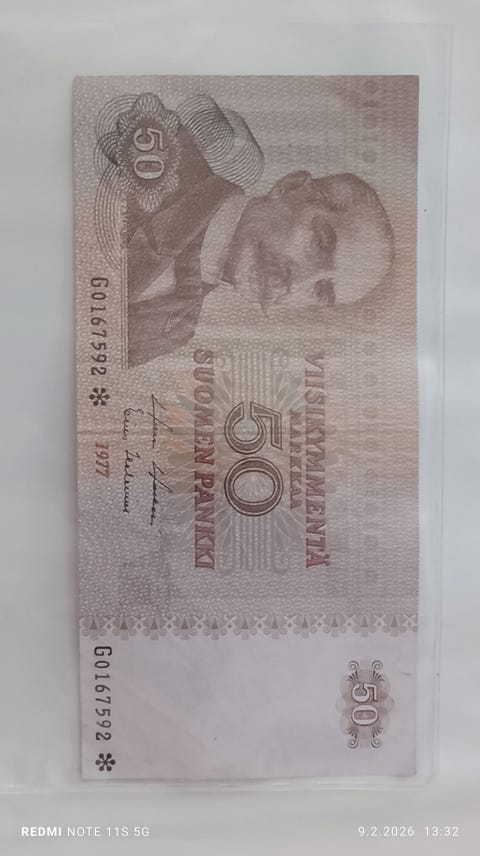 50
VIISIKYMMENTÄ
MARKKAA
50
SUOMEN PANKKI
1977
G0167592 *
50
G0167592 *
REDMI NOTE 11S 5G
9.2.2026 13:32